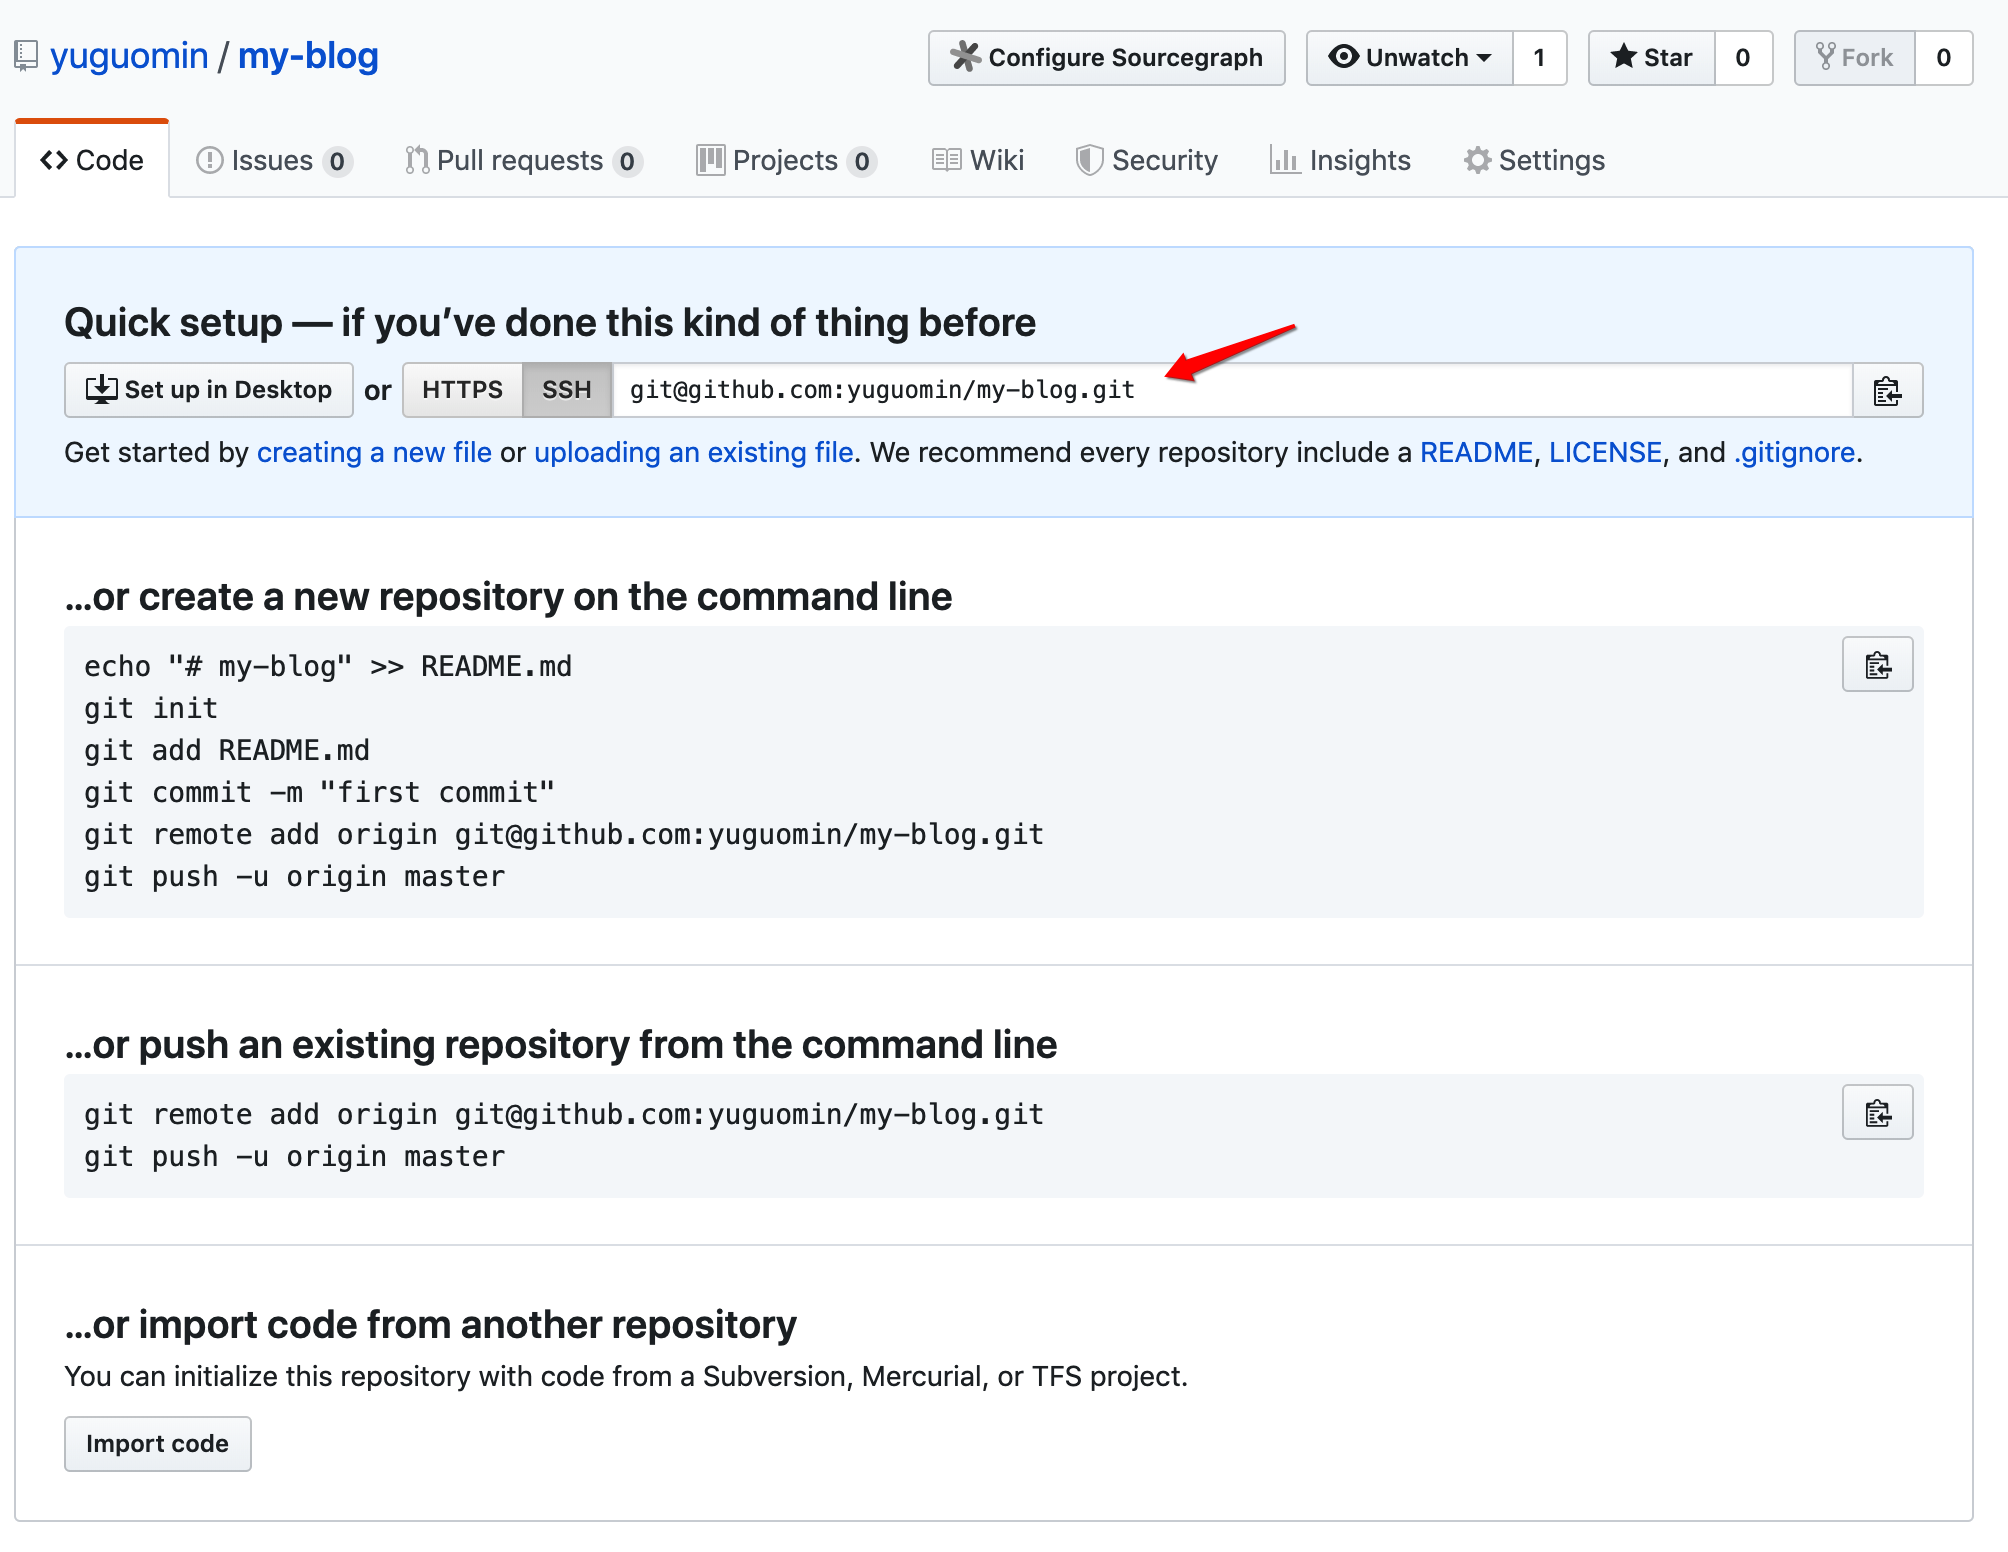 yuguomin / my-blog
Configure Sourcegraph Unwatch 1 Star 0 Fork 0
Code Issues 0 Pull requests 0 Projects 0 Wiki Security Insights Settings
Quick setup — if you’ve done this kind of thing before
Set up in Desktop or HTTPS SSH git@github.com:yuguomin/my-blog.git
Get started by creating a new file or uploading an existing file. We recommend every repository include a README, LICENSE, and .gitignore.
…or create a new repository on the command line
echo "# my-blog" >> README.md
git init
git add README.md
git commit -m "first commit"
git remote add origin git@github.com:yuguomin/my-blog.git
git push -u origin master
…or push an existing repository from the command line
git remote add origin git@github.com:yuguomin/my-blog.git
git push -u origin master
…or import code from another repository
You can initialize this repository with code from a Subversion, Mercurial, or TFS project.
Import code